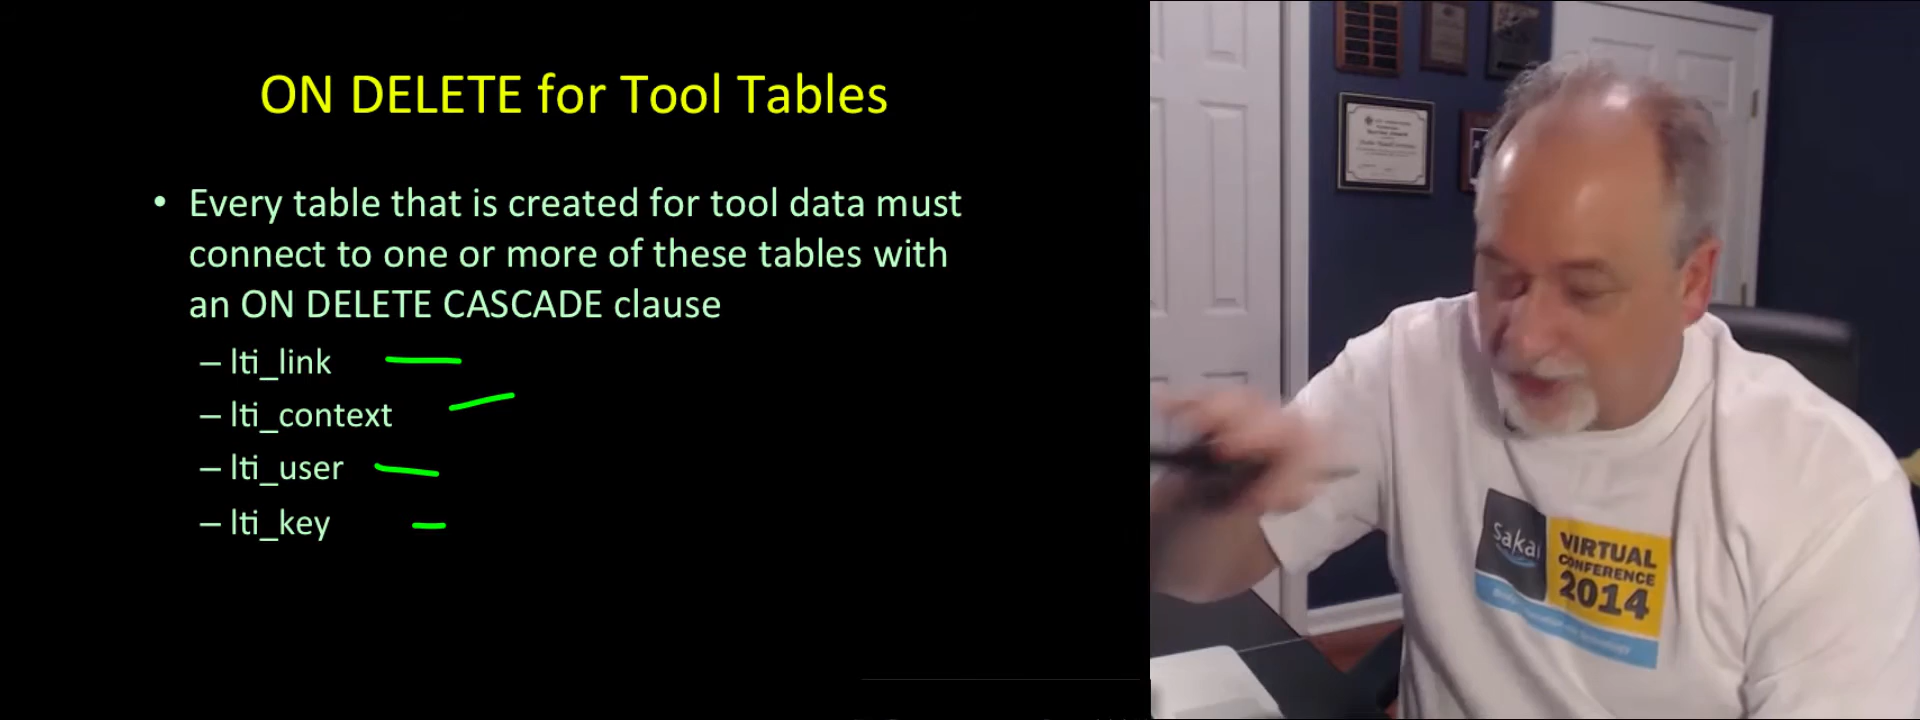 ON DELETE for Tool Tables
• Every table that is created for tool data must
connect to one or more of these tables with
an ON DELETE CASCADE clause
– lti_link
– lti_context
– lti_user
– lti_key
Sakai
VIRTUAL
CONFERENCE
2014